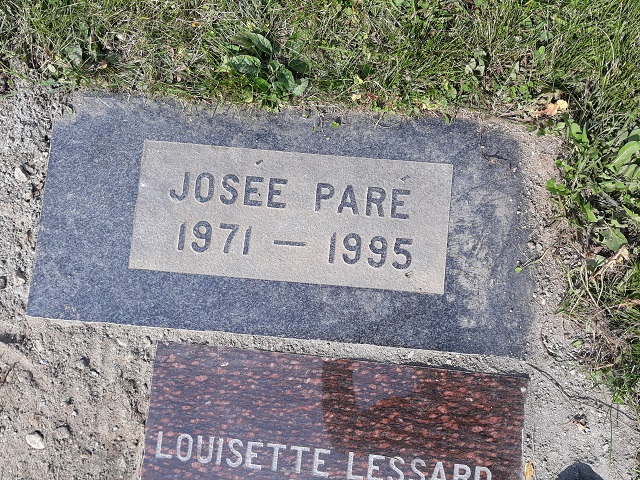 JOSÉE PARÉ
1971 — 1995
LOUISETTE LESSARD